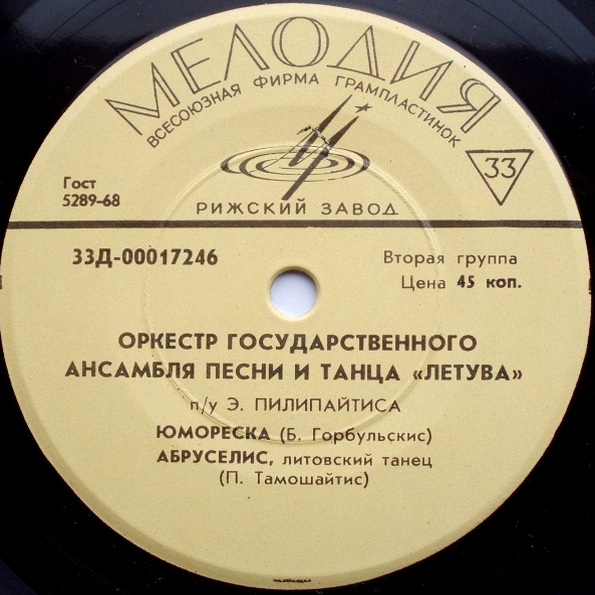 МЕЛОДИЯ
ВСЕСОЮЗНАЯ ФИРМА ГРАМПЛАСТИНОК
33
Гост
5289-68
РИЖСКИЙ ЗАВОД
33Д-00017246
Вторая группа
Цена 45 коп.
ОРКЕСТР ГОСУДАРСТВЕННОГО
АНСАМБЛЯ ПЕСНИ И ТАНЦА «ЛЕТУВА»
п/у Э. ПИЛИПАЙТИСА
ЮМОРЕСКА (Б. Горбульскис)
АБРУСЕЛИС, литовский танец
(П. Тамошайтис)